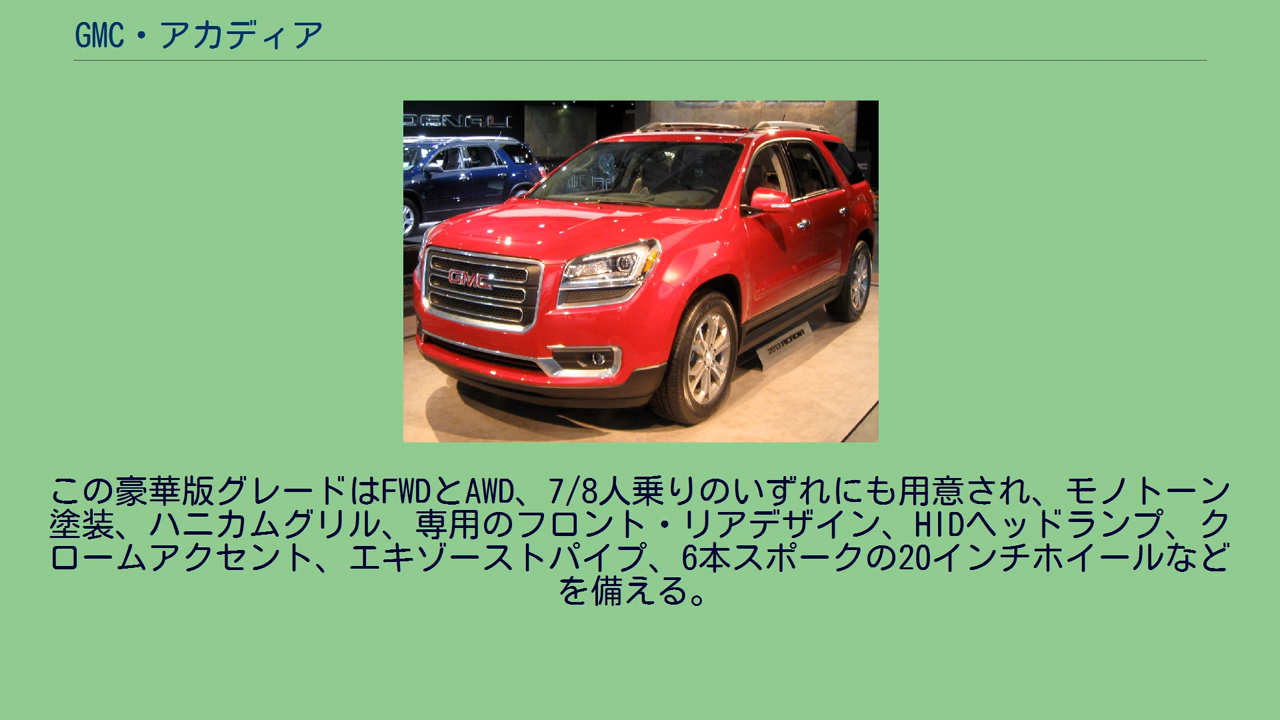 GMC・アカディア
DENALI
GMC
2013 ACADIA
この豪華版グレードはFWDとAWD、7/8人乗りのいずれにも用意され、モノトーン
塗装、ハニカムグリル、専用のフロント・リアデザイン、HIDヘッドランプ、ク
ロームアクセント、エキゾーストパイプ、6本スポークの20インチホイールなど
を備える。